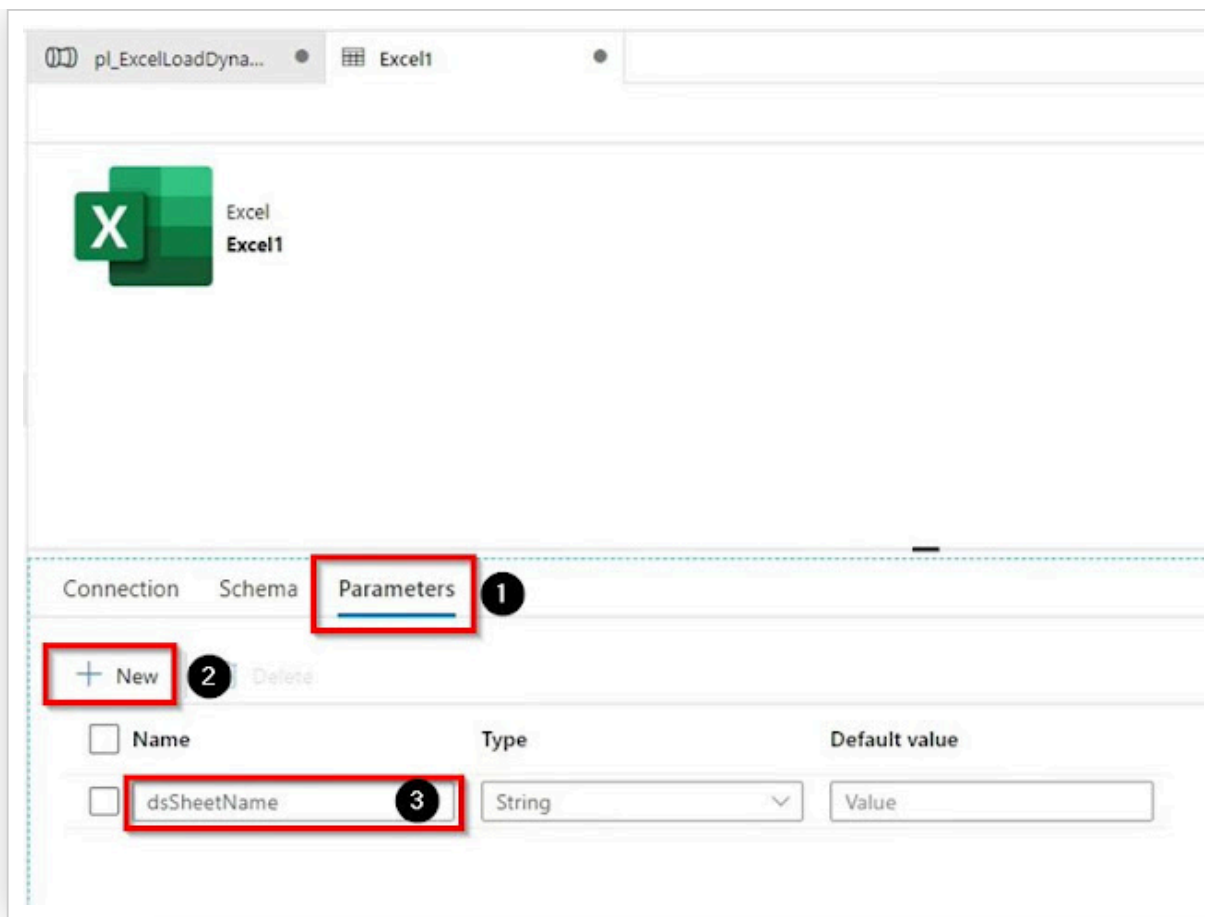 pl_ExcelLoadDyna... Excel1
X
Excel
Excel1
Connection Schema Parameters 1
+ New 2 Delete
Name Type Default value
dsSheetName 3 String Value